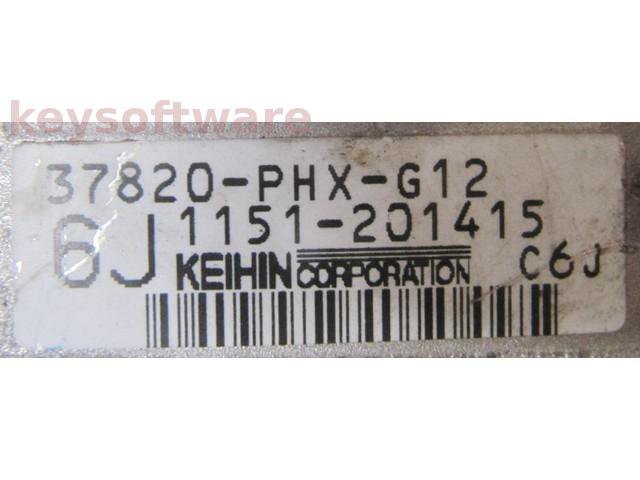 keysoftware
37820-PHX-G12
6J 1151-201415
KEIHIN CORPORATION C6J